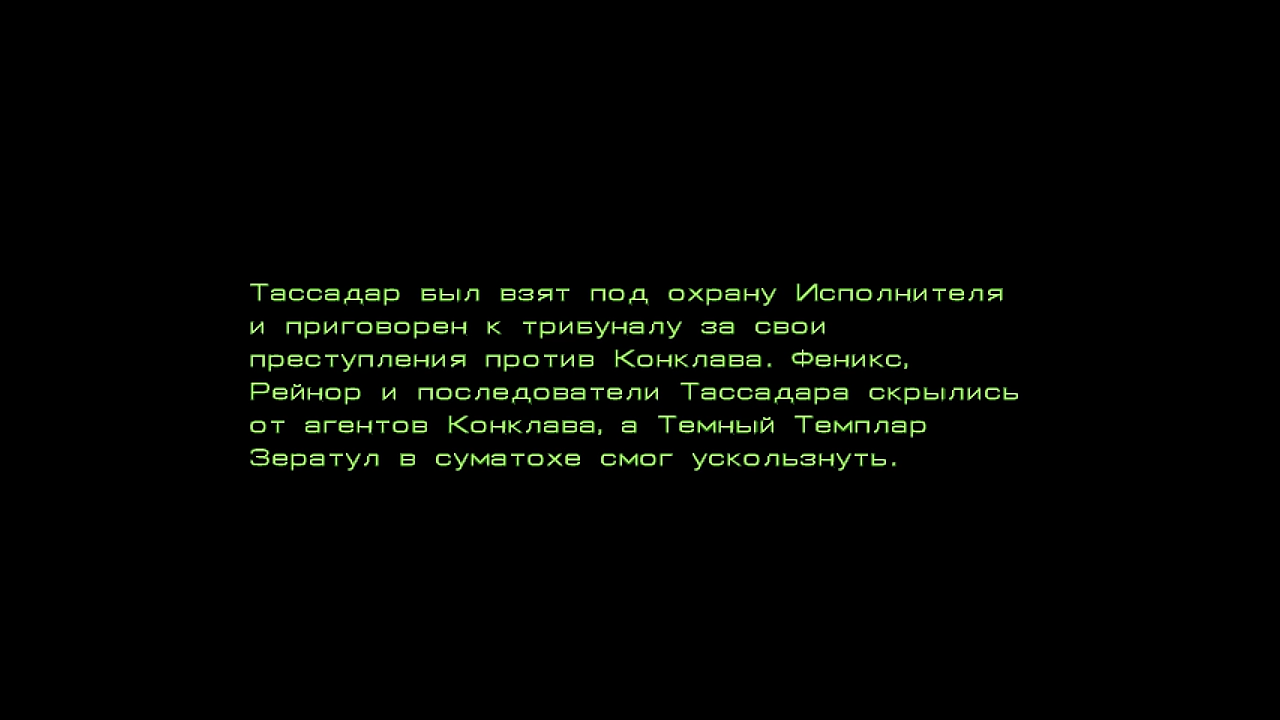 Тассадар был взят под охрану Исполнителя
и приговорен к трибуналу за свои
преступления против Конклава. Феникс,
Рейнор и последователи Тассадара скрылись
от агентов Конклава, а Темный Темплар
Зератул в суматохе смог ускользнуть.